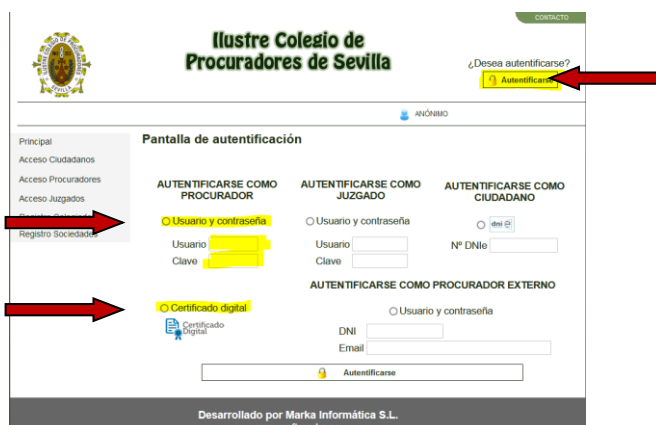 CONTACTO
Ilustre Colegio de
Procuradores de Sevilla
¿Desea autentificarse?
Autentificarse
ANÓNIMO
Principal
Acceso Ciudadanos
Acceso Procuradores
Acceso Juzgados
Registro Sociedades
Pantalla de autentificación
AUTENTIFICARSE COMO
PROCURADOR
Usuario y contraseña
Usuario
Clave
Certificado digital
Certificado
Digital
AUTENTIFICARSE COMO
JUZGADO
Usuario y contraseña
Usuario
Clave
AUTENTIFICARSE COMO
CIUDADANO
dni e
Nº DNIe
AUTENTIFICARSE COMO PROCURADOR EXTERNO
Usuario y contraseña
DNI
Email
Autentificarse
Desarrollado por Marka Informática S.L.